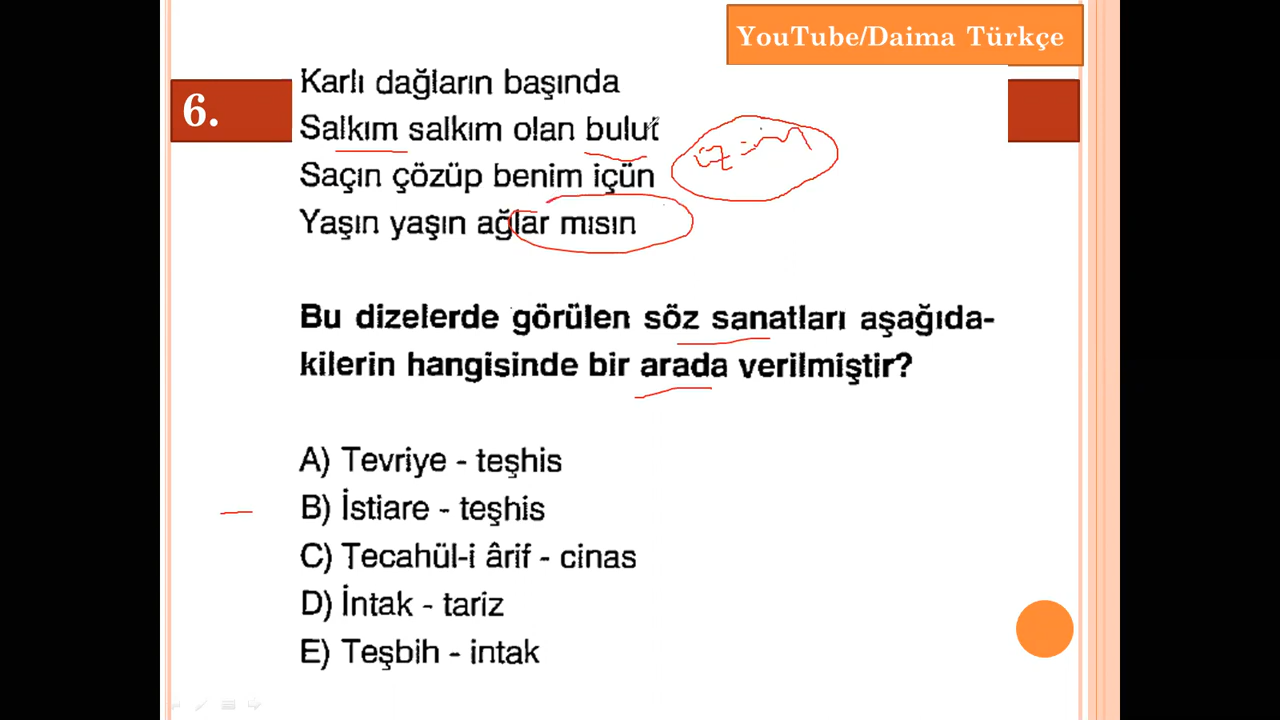 YouTube/Daima Türkçe
6.
Karlı dağların başında
Salkım salkım olan bulut
Saçın çözüp benim içün
Yaşın yaşın ağlar mısın
Bu dizelerde görülen söz sanatları aşağıda-
kilerin hangisinde bir arada verilmiştir?
A) Tevriye - teşhis
B) İstiare - teşhis
C) Tecahül-i ârif - cinas
D) İntak - tariz
E) Teşbih - intak